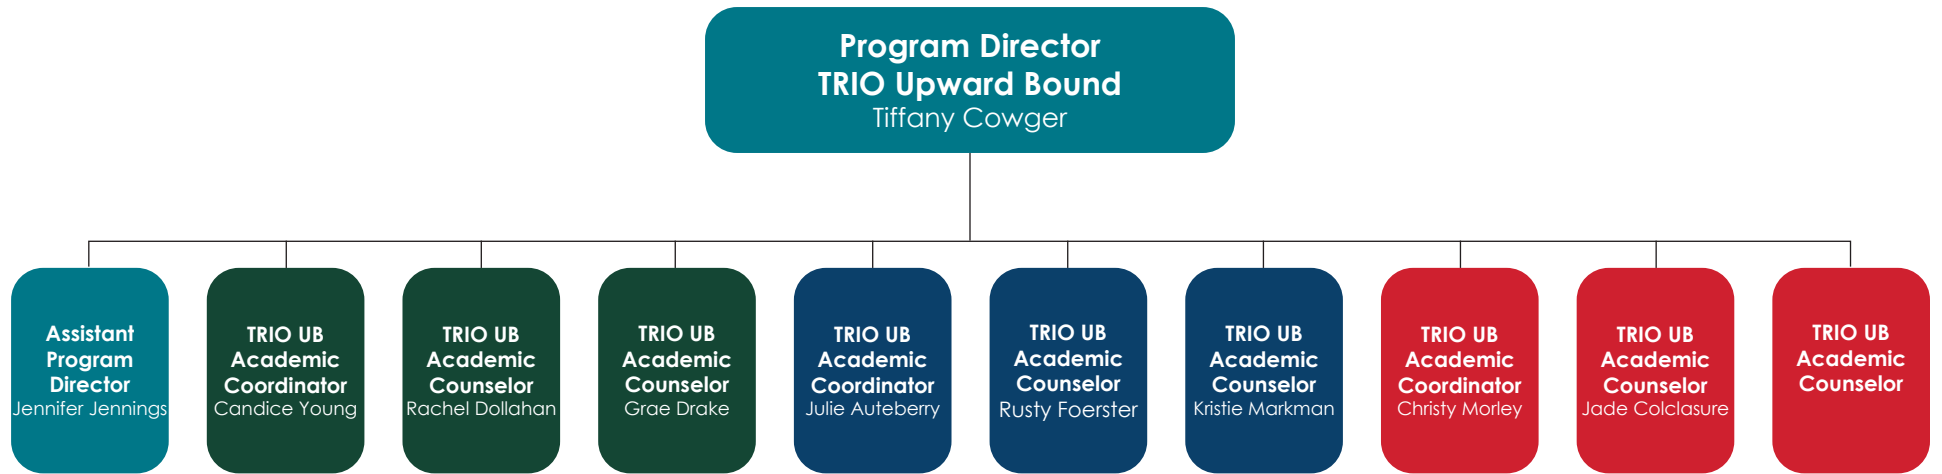 Program Director
TRIO Upward Bound
Tiffany Cowger
Assistant
Program
Director
Jennifer Jennings
TRIO UB
Academic
Coordinator
Candice Young
TRIO UB
Academic
Counselor
Rachel Dollahan
TRIO UB
Academic
Counselor
Grae Drake
TRIO UB
Academic
Coordinator
Julie Auteberry
TRIO UB
Academic
Counselor
Rusty Foerster
TRIO UB
Academic
Counselor
Kristie Markman
TRIO UB
Academic
Coordinator
Christy Morley
TRIO UB
Academic
Counselor
Jade Colclasure
TRIO UB
Academic
Counselor